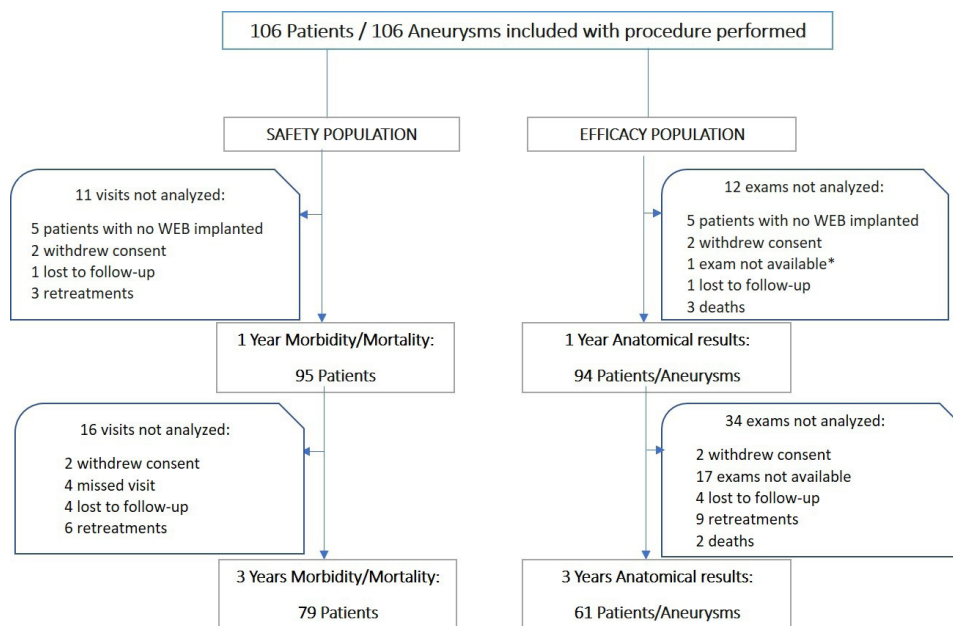 106 Patients / 106 Aneurysms included with procedure performed
SAFETY POPULATION
EFFICACY POPULATION
11 visits not analyzed:
5 patients with no WEB implanted
2 withdrew consent
1 lost to follow-up
3 retreatments
12 exams not analyzed:
5 patients with no WEB implanted
2 withdrew consent
1 exam not available*
1 lost to follow-up
3 deaths
1 Year Morbidity/Mortality:
95 Patients
1 Year Anatomical results:
94 Patients/Aneurysms
16 visits not analyzed:
2 withdrew consent
4 missed visit
4 lost to follow-up
6 retreatments
34 exams not analyzed:
2 withdrew consent
17 exams not available
4 lost to follow-up
9 retreatments
2 deaths
3 Years Morbidity/Mortality:
79 Patients
3 Years Anatomical results:
61 Patients/Aneurysms